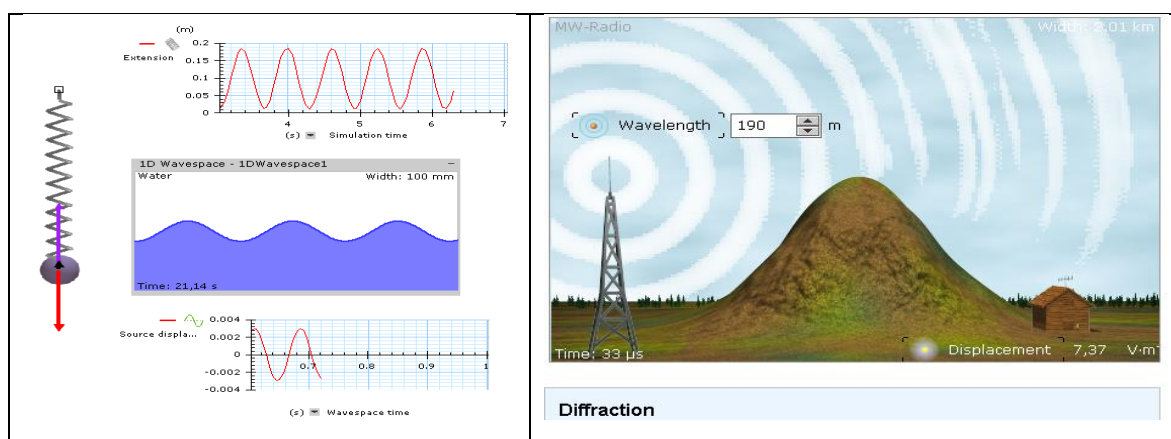 (m)
Extension
0.2
0.15
0.1
0.05
0
4
5
6
7
(s) Simulation time
1D Wavespace - 1DWavespace1
Water
Width: 100 mm
Time: 21,14 s
Source displa...
0.004
0.002
0
-0.002
-0.004
0.7
0.8
0.9
1
(s) Wavespace time
MW-Radio
Width: 2.01 km
Wavelength 190 m
Time: 33 µs
Displacement 7,37 V·m
Diffraction